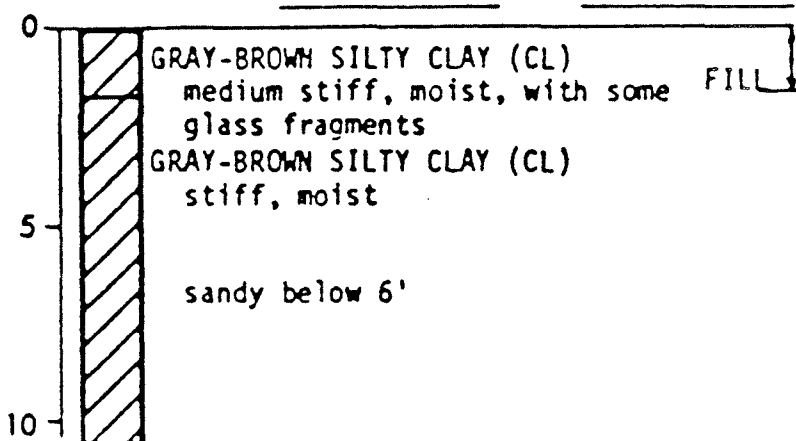 0
GRAY-BROWN SILTY CLAY (CL)
medium stiff, moist, with some
glass fragments
FILL
GRAY-BROWN SILTY CLAY (CL)
stiff, moist
5
sandy below 6'
10